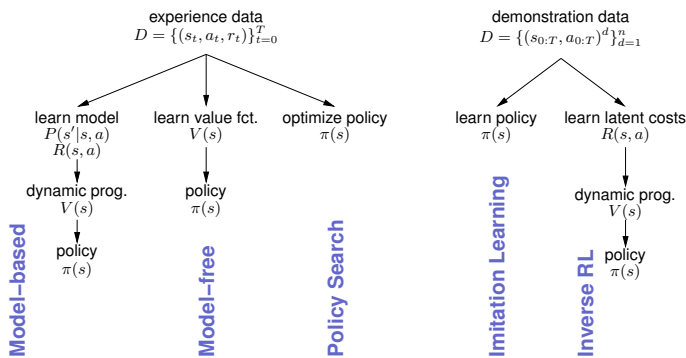 experience data
D = {(s_t, a_t, r_t)}_{t=0}^T
learn model
P(s'|s, a)
R(s, a)
dynamic prog.
V(s)
policy
π(s)
Model−based
learn value fct.
V(s)
policy
π(s)
Model−free
optimize policy
π(s)
Policy Search
demonstration data
D = {(s_{0:T}, a_{0:T})^d}_{d=1}^n
learn policy
π(s)
Imitation Learning
learn latent costs
R(s, a)
dynamic prog.
V(s)
policy
π(s)
Inverse RL